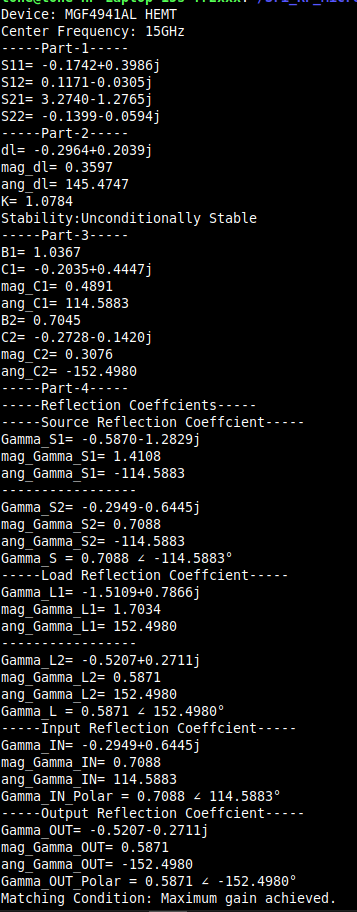 Device: MGF4941AL HEMT
Center Frequency: 15GHz
-----Part-1-----
S11= -0.1742+0.3986j
S12= 0.1171-0.0305j
S21= 3.2740-1.2765j
S22= -0.1399-0.0594j
-----Part-2-----
dl= -0.2964+0.2039j
mag_dl= 0.3597
ang_dl= 145.4747
K= 1.0784
Stability:Unconditionally Stable
-----Part-3-----
B1= 1.0367
C1= -0.2035+0.4447j
mag_C1= 0.4891
ang_C1= 114.5883
B2= 0.7045
C2= -0.2728-0.1420j
mag_C2= 0.3076
ang_C2= -152.4980
-----Part-4-----
-----Reflection Coeffcients-----
-----Source Reflection Coeffcient-----
Gamma_S1= -0.5870-1.2829j
mag_Gamma_S1= 1.4108
ang_Gamma_S1= -114.5883
-----------------
Gamma_S2= -0.2949-0.6445j
mag_Gamma_S2= 0.7088
ang_Gamma_S2= -114.5883
Gamma_S = 0.7088 ∠ -114.5883°
-----Load Reflection Coeffcient-----
Gamma_L1= -1.5109+0.7866j
mag_Gamma_L1= 1.7034
ang_Gamma_L1= 152.4980
-----------------
Gamma_L2= -0.5207+0.2711j
mag_Gamma_L2= 0.5871
ang_Gamma_L2= 152.4980
Gamma_L = 0.5871 ∠ 152.4980°
-----Input Reflection Coeffcient-----
Gamma_IN= -0.2949+0.6445j
mag_Gamma_IN= 0.7088
ang_Gamma_IN= 114.5883
Gamma_IN_Polar = 0.7088 ∠ 114.5883°
-----Output Reflection Coeffcient-----
Gamma_OUT= -0.5207-0.2711j
mag_Gamma_OUT= 0.5871
ang_Gamma_OUT= -152.4980
Gamma_OUT_Polar = 0.5871 ∠ -152.4980°
Matching Condition: Maximum gain achieved.